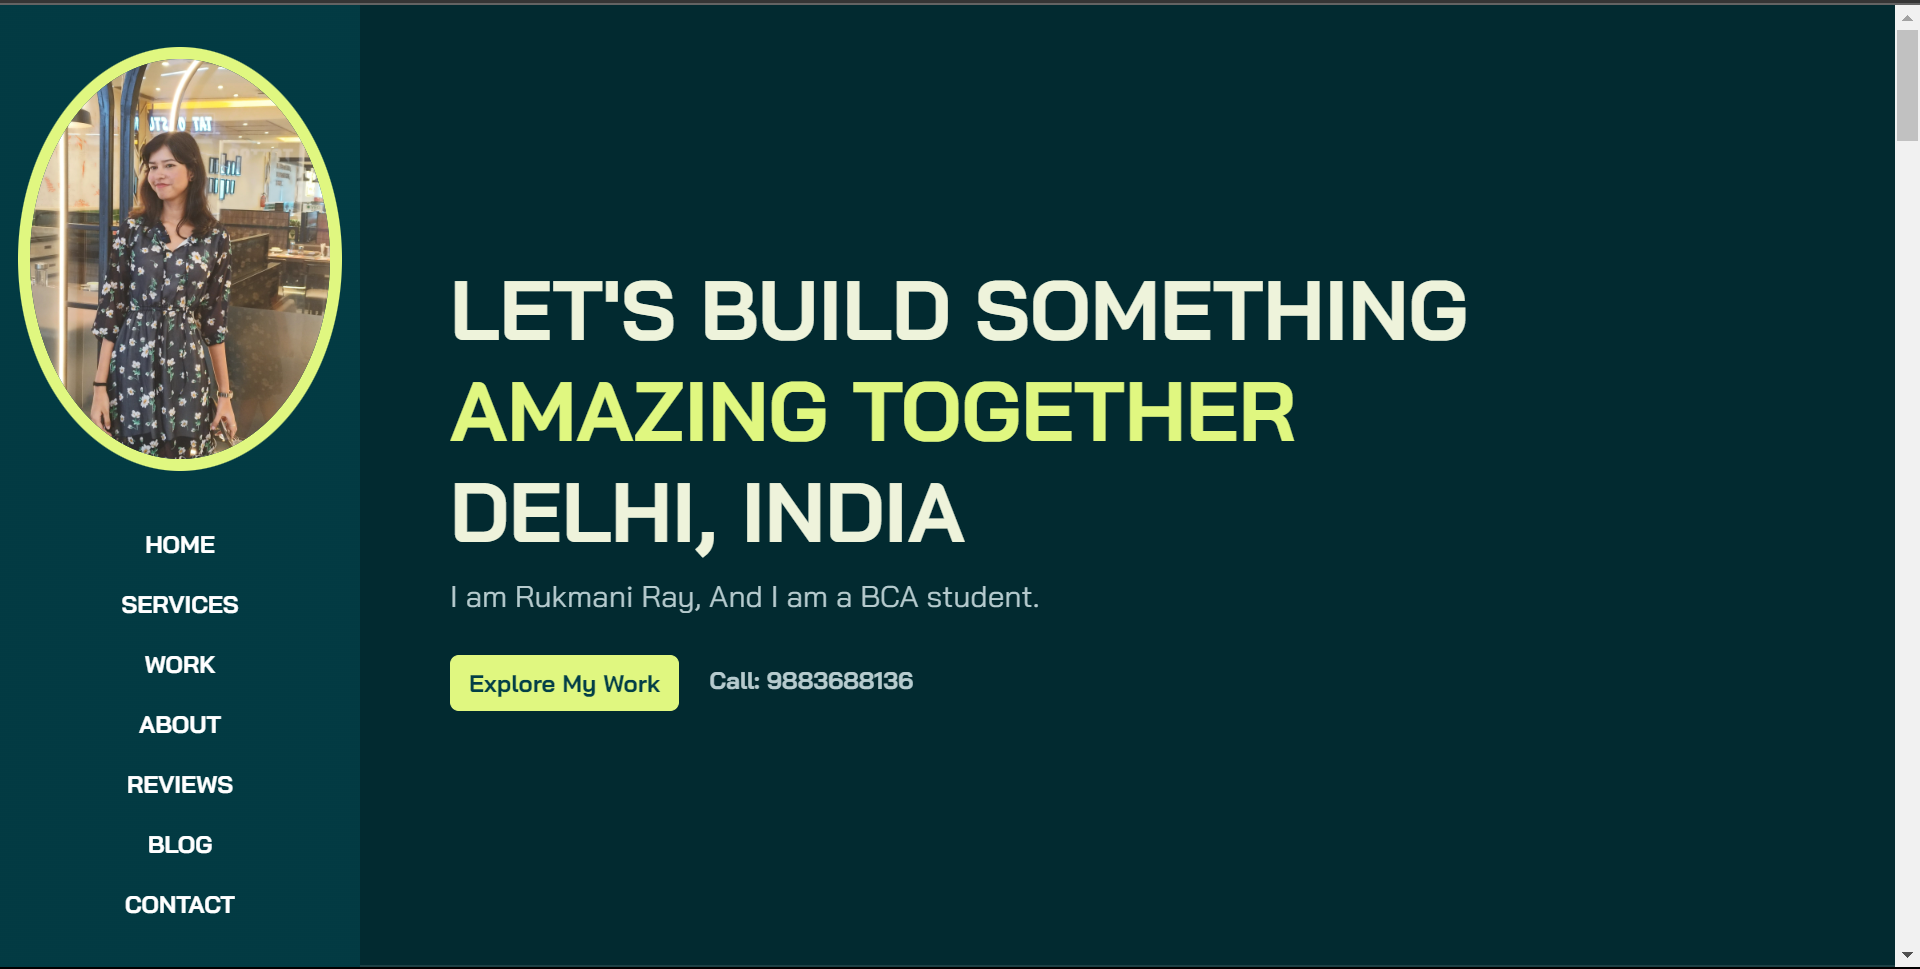 HOME
SERVICES
WORK
ABOUT
REVIEWS
BLOG
CONTACT
LET'S BUILD SOMETHING
AMAZING TOGETHER
DELHI, INDIA
I am Rukmani Ray, And I am a BCA student.
Explore My Work
Call: 9883688136